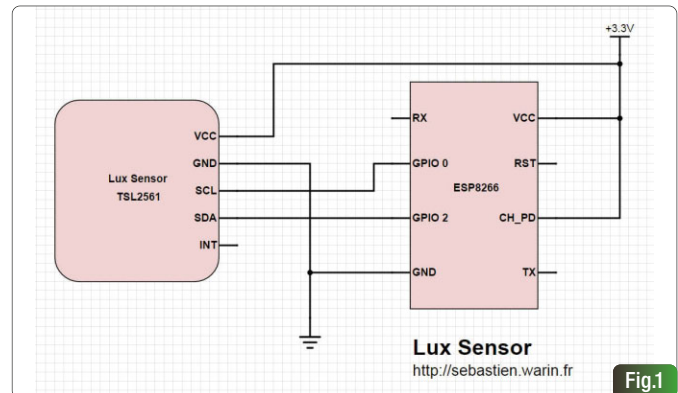 +3.3V
Lux Sensor
TSL2561
VCC
GND
SCL
SDA
INT
RX
GPIO 0
GPIO 2
GND
ESP8266
VCC
RST
CH_PD
TX
Lux Sensor
http://sebastien.warin.fr
Fig.1